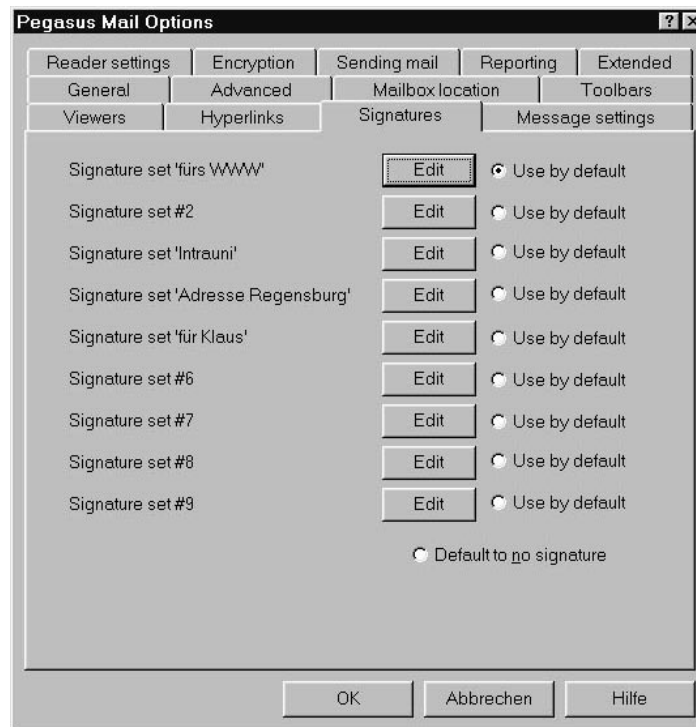 Pegasus Mail Options
Reader settings Encryption Sending mail Reporting Extended
General Advanced Mailbox location Toolbars
Viewers Hyperlinks Signatures Message settings
Signature set 'fürs WWW' Edit Use by default
Signature set #2 Edit Use by default
Signature set 'Intrauni' Edit Use by default
Signature set 'Adresse Regensburg' Edit Use by default
Signature set 'für Klaus' Edit Use by default
Signature set #6 Edit Use by default
Signature set #7 Edit Use by default
Signature set #8 Edit Use by default
Signature set #9 Edit Use by default
Default to no signature
OK Abbrechen Hilfe